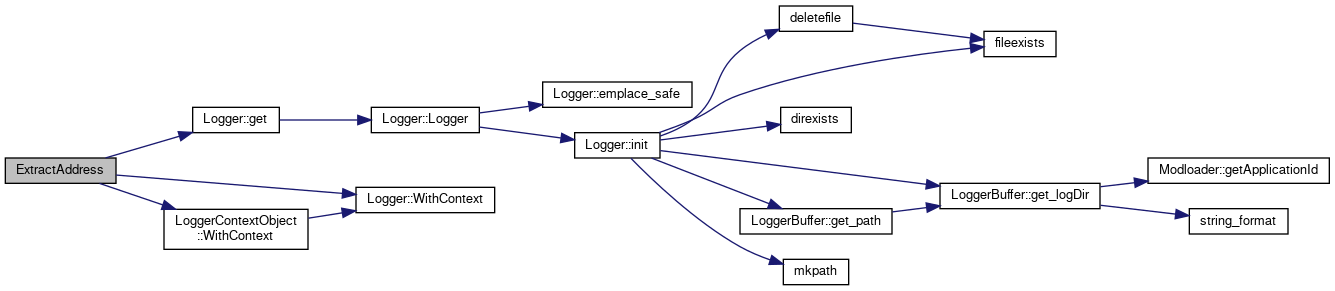 ExtractAddress
Logger::get
Logger::WithContext
LoggerContextObject
::WithContext
Logger::Logger
Logger::emplace_safe
Logger::init
deletefile
fileexists
direxists
LoggerBuffer::get_logDir
LoggerBuffer::get_path
mkpath
Modloader::getApplicationId
string_format